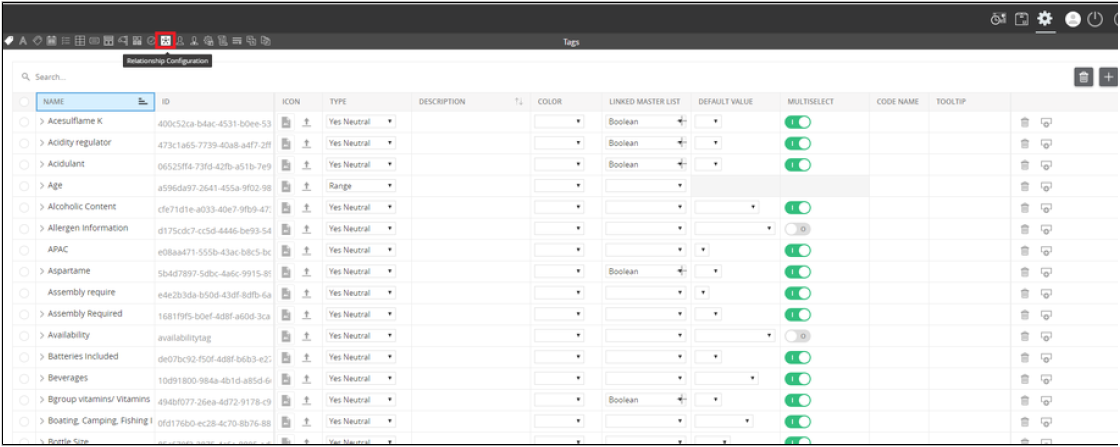 Tags
Relationship Configuration
Search...
NAME ID ICON TYPE DESCRIPTION COLOR LINKED MASTER LIST DEFAULT VALUE MULTISELECT CODE NAME TOOLTIP
Acesulflame K 400c52ca-b4ac-4531-b0ee-53 Yes Neutral Boolean
Acidity regulator 473c1a65-7739-40a8-a4f7-2ff Yes Neutral Boolean
Acidulant 06525ff4-73fd-42fb-a51b-7e9 Yes Neutral Boolean
Age a596da97-2641-455a-9f02-98 Range
Alcoholic Content cfe71d1e-a033-40e7-9fb9-47 Yes Neutral
Allergen Information d175cdc7-cc5d-4446-be93-54 Yes Neutral
APAC e08aa471-555b-43ac-b8c5-bc Yes Neutral
Aspartame 5b4d7897-5dbc-4a6c-9915-85 Yes Neutral Boolean
Assembly require e4e2b3da-b50d-43df-8dfb-6a Yes Neutral
Assembly Required 1681f9f5-b0ef-4d8f-a60d-3ca Yes Neutral
Availability availabilitytag Yes Neutral
Batteries Included de07bc92-f50f-4d8f-b6b3-e2 Yes Neutral
Beverages 10d91800-984a-4b1d-a85d-6 Yes Neutral
Bgroup vitamins/ Vitamins 494bf077-26ea-4d72-9178-c9 Yes Neutral Boolean
Boating, Camping, Fishing 0fd176b0-ec28-4c70-8b76-88 Yes Neutral
Bottle Size Yes Neutral